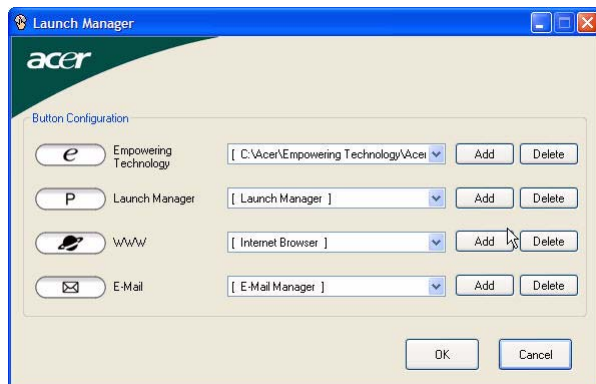 Launch Manager
acer
Button Configuration
e
Empowering
Technology
[ C:\Acer\Empowering Technology\Acer
Add
Delete
P
Launch Manager
[ Launch Manager ]
Add
Delete
WWW
[ Internet Browser ]
Add
Delete
E-Mail
[ E-Mail Manager ]
Add
Delete
OK
Cancel